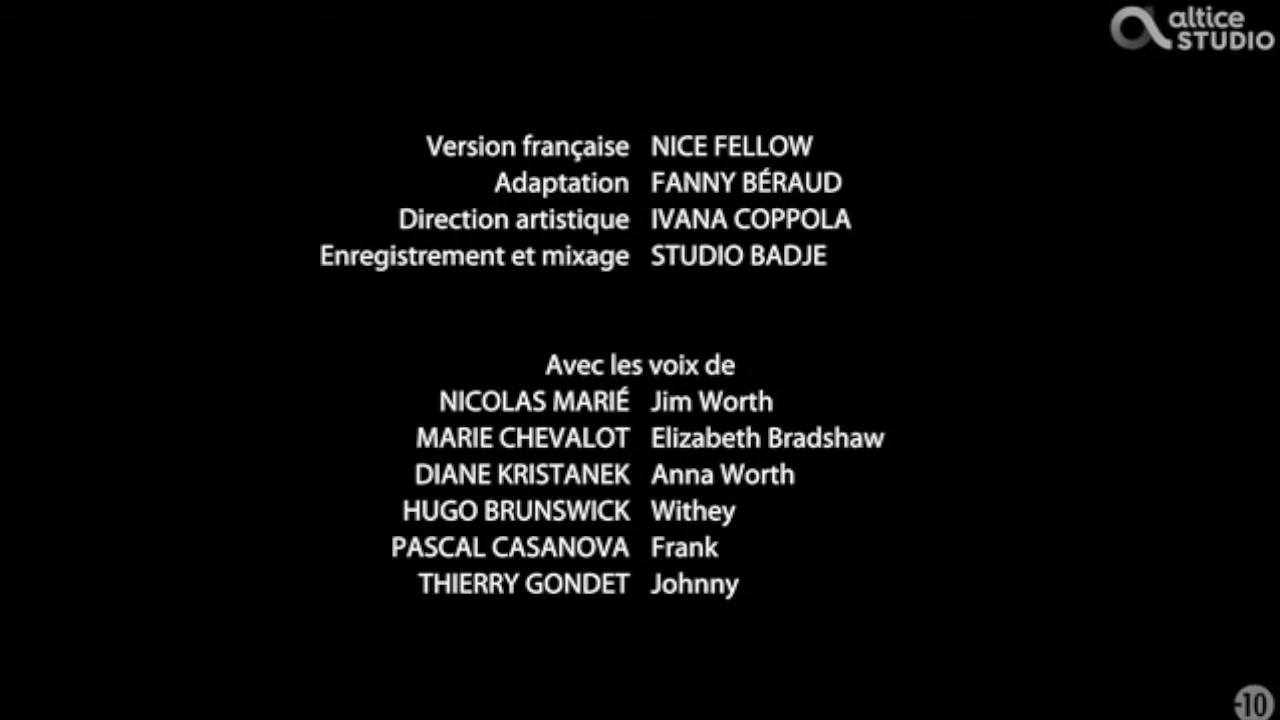 altice
STUDIO
Version française NICE FELLOW
Adaptation FANNY BÉRAUD
Direction artistique IVANA COPPOLA
Enregistrement et mixage STUDIO BADJE
Avec les voix de
NICOLAS MARIÉ Jim Worth
MARIE CHEVALOT Elizabeth Bradshaw
DIANE KRISTANEK Anna Worth
HUGO BRUNSWICK Withey
PASCAL CASANOVA Frank
THIERRY GONDET Johnny
-10